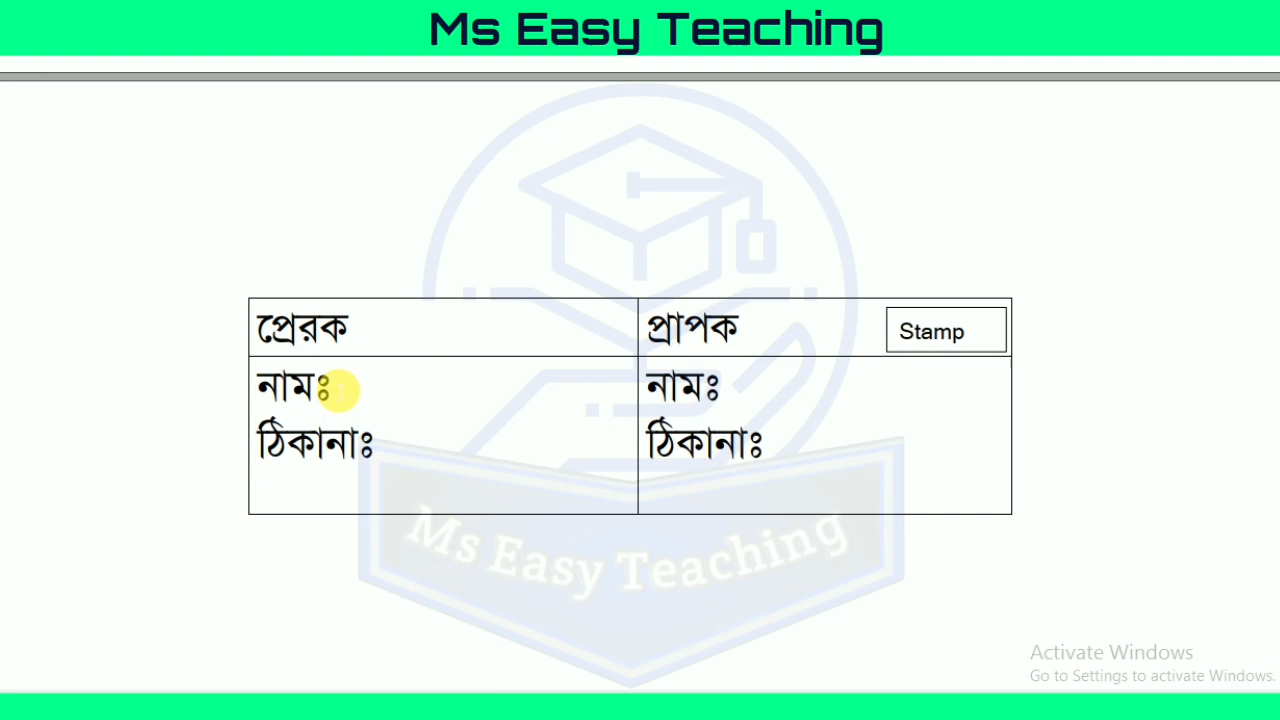 Ms Easy Teaching
প্রেরক
প্রাপক
Stamp
নামঃ
ঠিকানাঃ
নামঃ
ঠিকানাঃ
Ms Easy Teaching
Activate Windows
Go to Settings to activate Windows.